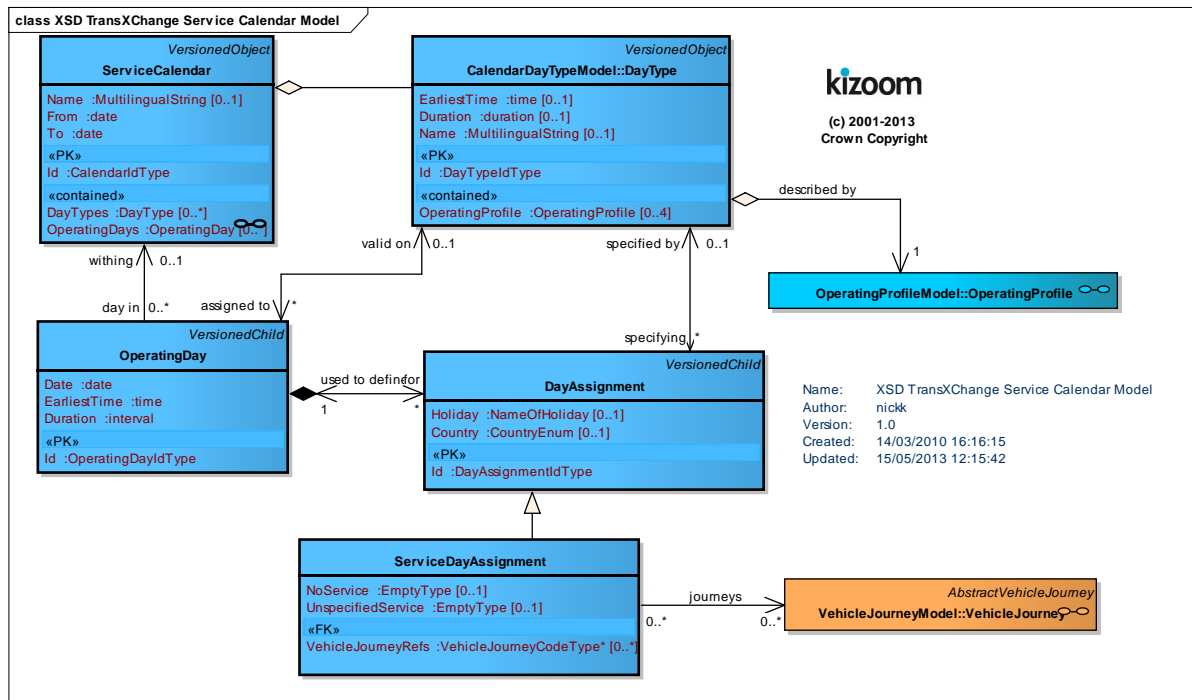 class XSD TransXChange Service Calendar Model
VersionedObject
ServiceCalendar
Name :MultilingualString [0..1]
From :date
To :date
«PK»
Id :CalendarIdType
«contained»
DayTypes :DayType [0..*]
OperatingDays :OperatingDay [0..
VersionedObject
CalendarDayTypeModel::DayType
EarliestTime :time [0..1]
Duration :duration [0..1]
Name :MultilingualString [0..1]
«PK»
Id :DayTypeIdType
«contained»
OperatingProfile :OperatingProfile [0..4]
kizoom
(c) 2001-2013
Crown Copyright
described by
1
OperatingProfileModel::OperatingProfile
withing
0..1
day in
0..*
valid on
0..1
assigned to
*
specified by
0..1
specifying
*
VersionedChild
OperatingDay
Date :date
EarliestTime :time
Duration :interval
«PK»
Id :OperatingDayIdType
used to define
for
1
*
VersionedChild
DayAssignment
Holiday :NameOfHoliday [0..1]
Country :CountryEnum [0..1]
«PK»
Id :DayAssignmentIdType
Name: XSD TransXChange Service Calendar Model
Author: nickk
Version: 1.0
Created: 14/03/2010 16:16:15
Updated: 15/05/2013 12:15:42
ServiceDayAssignment
NoService :EmptyType [0..1]
UnspecifiedService :EmptyType [0..1]
«FK»
VehicleJourneyRefs :VehicleJourneyCodeType* [0..*]
journeys
0..*
0..*
AbstractVehicleJourney
VehicleJourneyModel::VehicleJourney